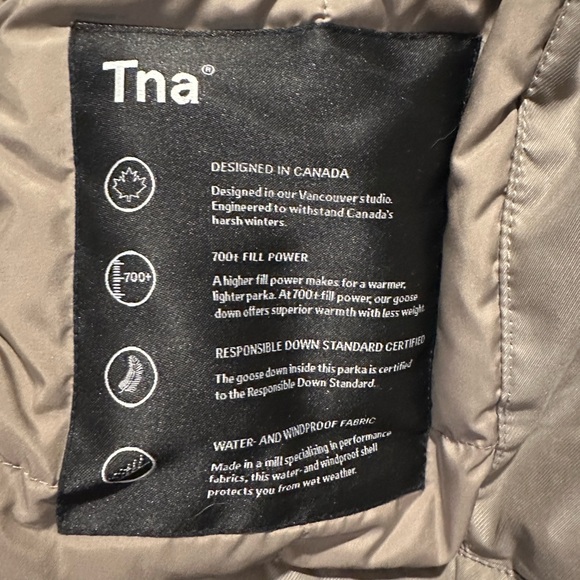 Tna®
DESIGNED IN CANADA
Designed in our Vancouver studio.
Engineered to withstand Canada's
harsh winters.
-700+
700+ FILL POWER
A higher fill power makes for a warmer,
lighter parka. At 700+ fill power, our goose
down offers superior warmth with less weight.
RESPONSIBLE DOWN STANDARD CERTIFIED
The goose down inside this parka is certified
to the Responsible Down Standard.
WATER- AND WINDPROOF FABRIC
Made in a mill specializing in performance
fabrics, this water- and windproof shell
protects you from wet weather.